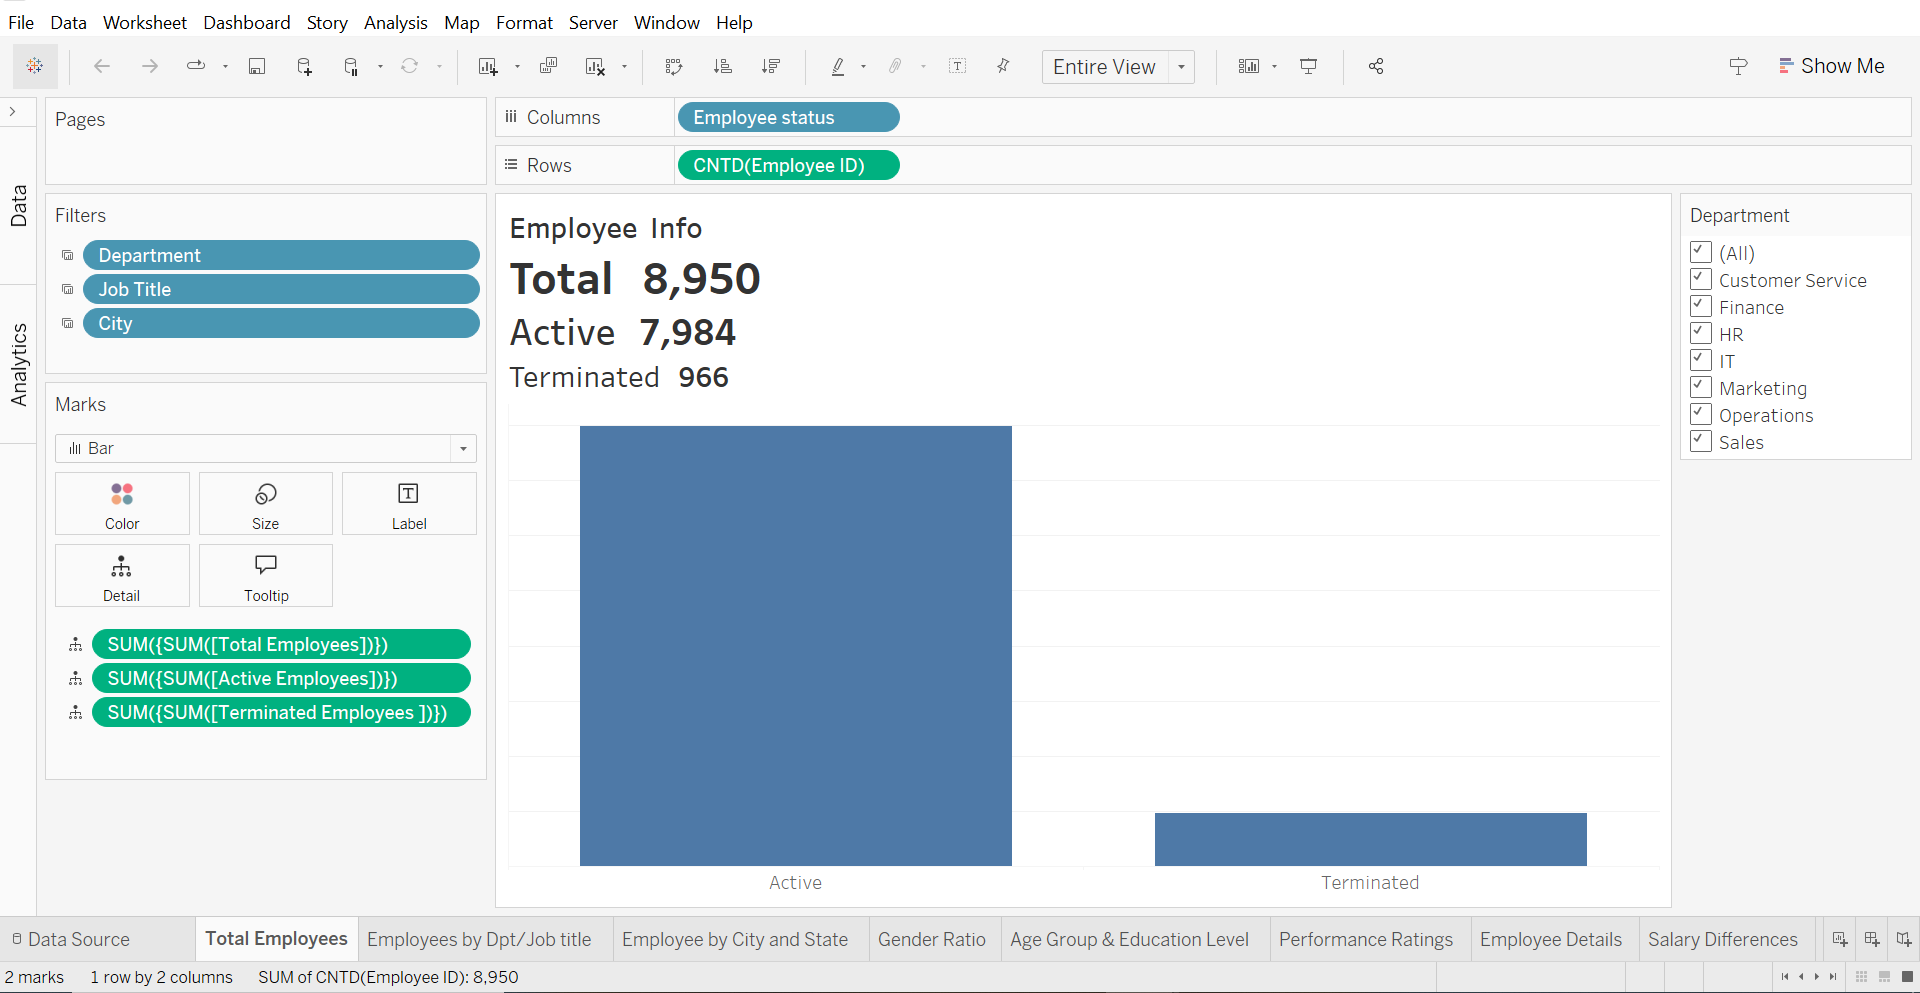 File Data Worksheet Dashboard Story Analysis Map Format Server Window Help
Entire View
Show Me
Data
Analytics
Pages
Filters
Department
Job Title
City
Marks
Bar
Color Size Label
Detail Tooltip
SUM({SUM([Total Employees])})
SUM({SUM([Active Employees])})
SUM({SUM([Terminated Employees ])})
Columns Employee status
Rows CNTD(Employee ID)
Employee Info
Total 8,950
Active 7,984
Terminated 966
Active Terminated
Department
(All)
Customer Service
Finance
HR
IT
Marketing
Operations
Sales
Data Source Total Employees Employees by Dpt/Job title Employee by City and State Gender Ratio Age Group & Education Level Performance Ratings Employee Details Salary Differences
2 marks 1 row by 2 columns SUM of CNTD(Employee ID): 8,950